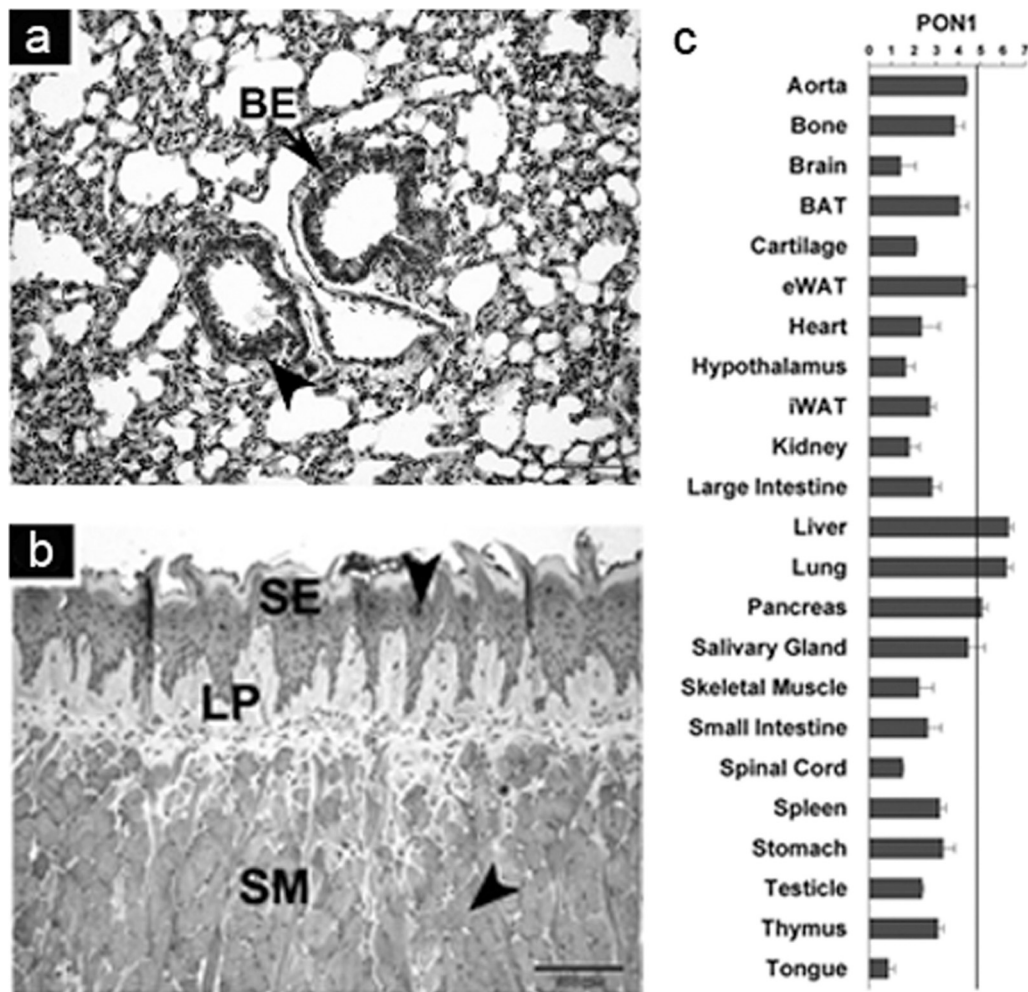 a
BE
b
SE
LP
SM
c
PON1
0 1 2 3 4 5 6 7
Aorta
Bone
Brain
BAT
Cartilage
eWAT
Heart
Hypothalamus
iWAT
Kidney
Large Intestine
Liver
Lung
Pancreas
Salivary Gland
Skeletal Muscle
Small Intestine
Spinal Cord
Spleen
Stomach
Testicle
Thymus
Tongue